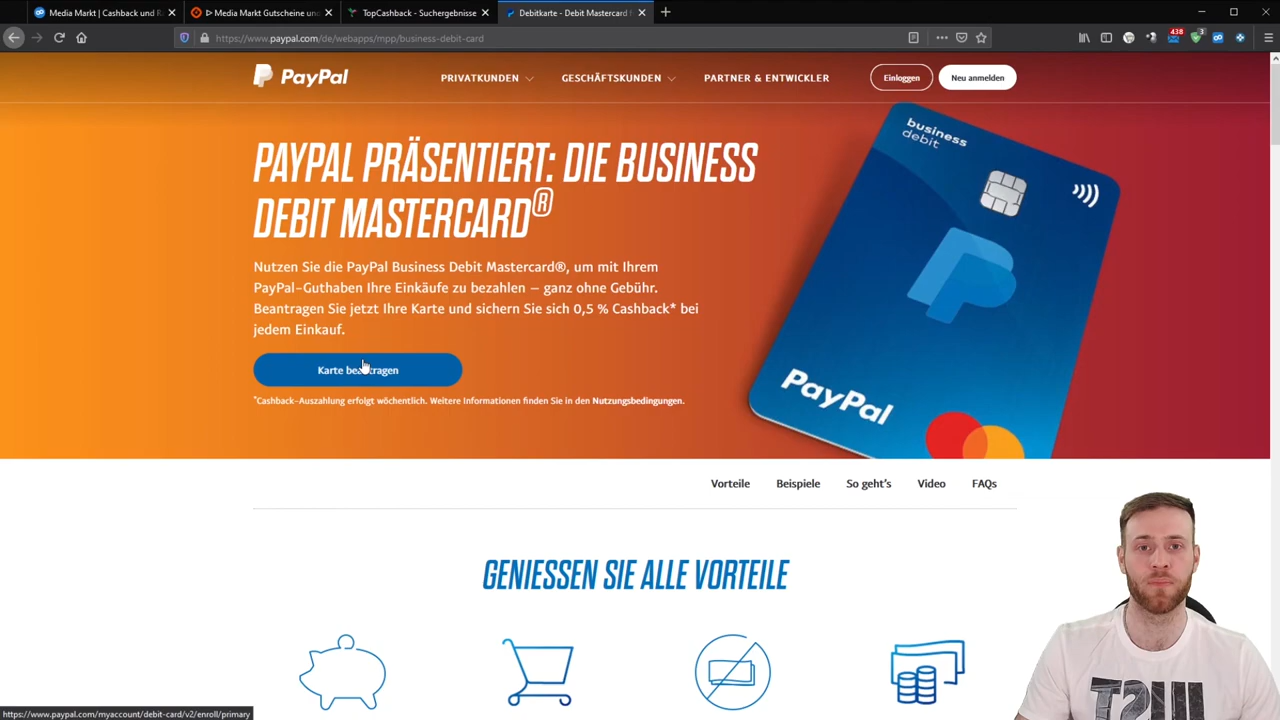 Media Markt | Cashback und R
Media Markt Gutscheine und
TopCashback - Suchergebnisse
Debitkarte - Debit Mastercard f
https://www.paypal.com/de/webapps/mpp/business-debit-card
438
3
PayPal
PRIVATKUNDEN
GESCHÄFTSKUNDEN
PARTNER & ENTWICKLER
Einloggen
Neu anmelden
PAYPAL PRÄSENTIERT: DIE BUSINESS
DEBIT MASTERCARD®
Nutzen Sie die PayPal Business Debit Mastercard®, um mit Ihrem
PayPal-Guthaben Ihre Einkäufe zu bezahlen – ganz ohne Gebühr.
Beantragen Sie jetzt Ihre Karte und sichern Sie sich 0,5 % Cashback* bei
jedem Einkauf.
Karte beantragen
*Cashback-Auszahlung erfolgt wöchentlich. Weitere Informationen finden Sie in den Nutzungsbedingungen.
business
debit
PayPal
Vorteile
Beispiele
So geht's
Video
FAQs
GENIESSEN SIE ALLE VORTEILE
https://www.paypal.com/myaccount/debit-card/v2/enroll/primary